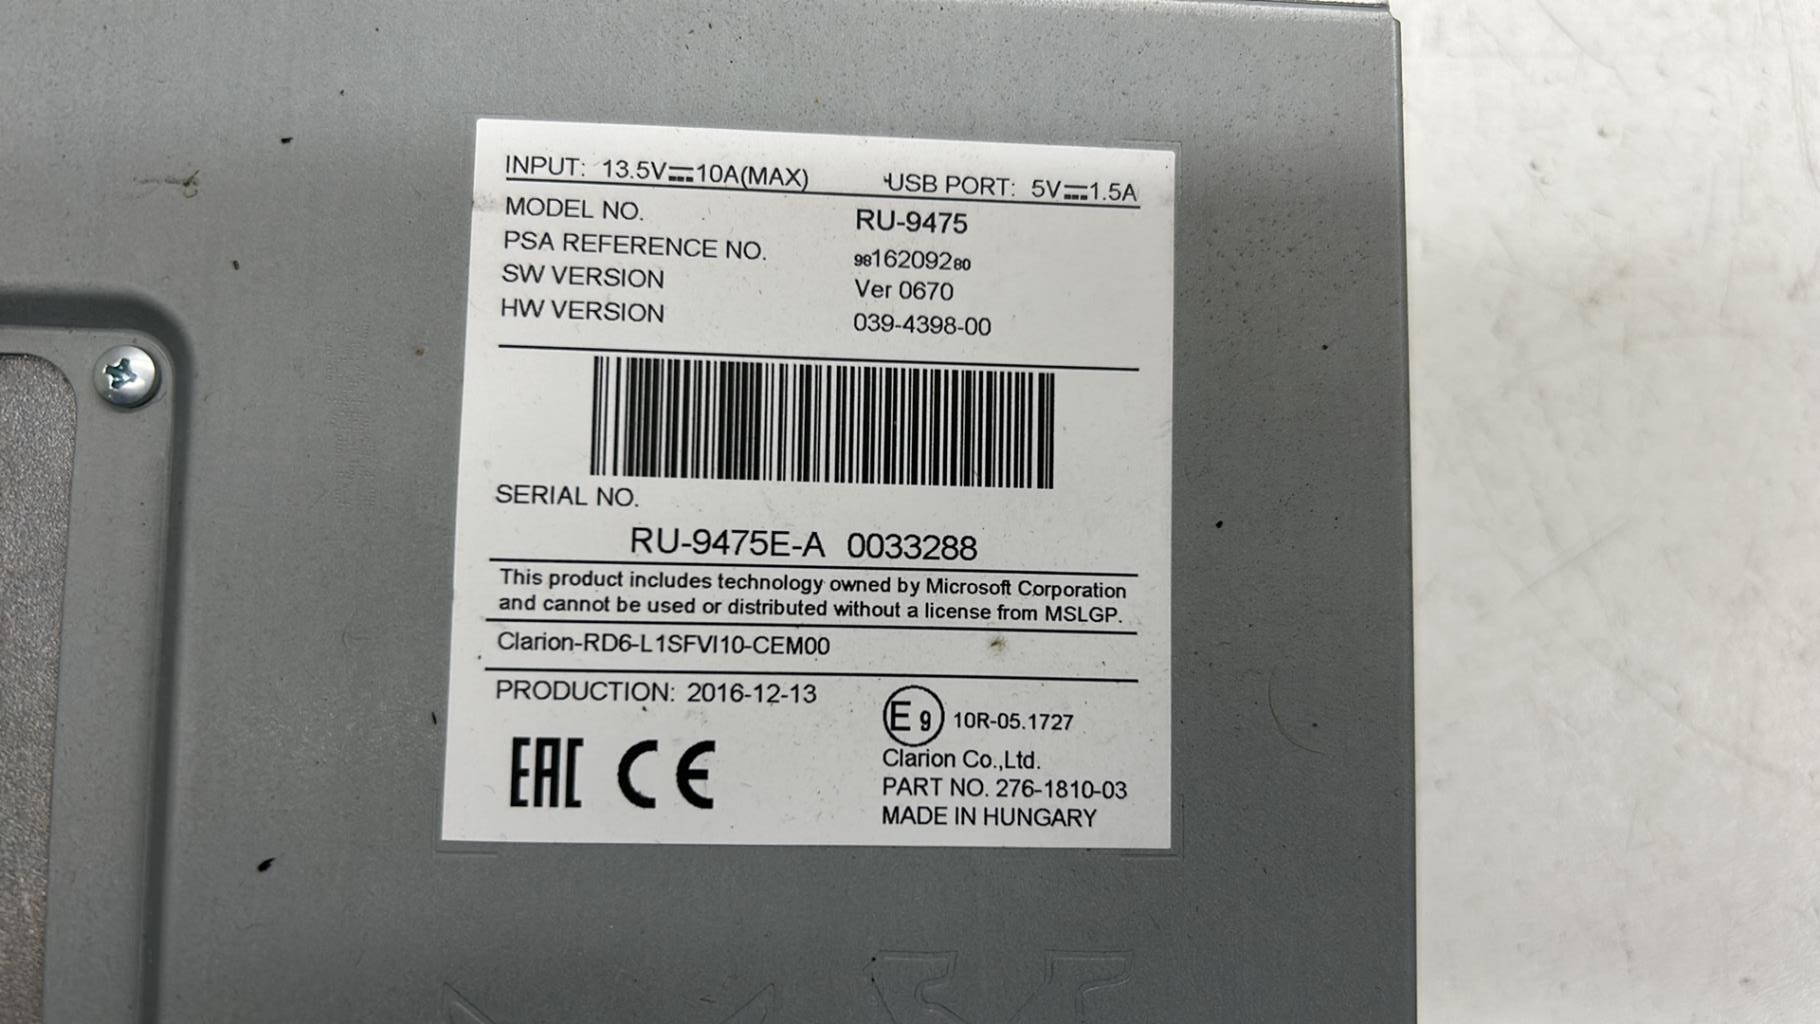 INPUT: 13.5V⎓10A(MAX) USB PORT: 5V⎓1.5A
MODEL NO. RU-9475
PSA REFERENCE NO. 9816209280
SW VERSION Ver 0670
HW VERSION 039-4398-00
SERIAL NO.
RU-9475E-A 0033288
This product includes technology owned by Microsoft Corporation
and cannot be used or distributed without a license from MSLGP.
Clarion-RD6-L1SFVI10-CEM00
PRODUCTION: 2016-12-13
E9 10R-05.1727
Clarion Co.,Ltd.
PART NO. 276-1810-03
MADE IN HUNGARY
EAC CE